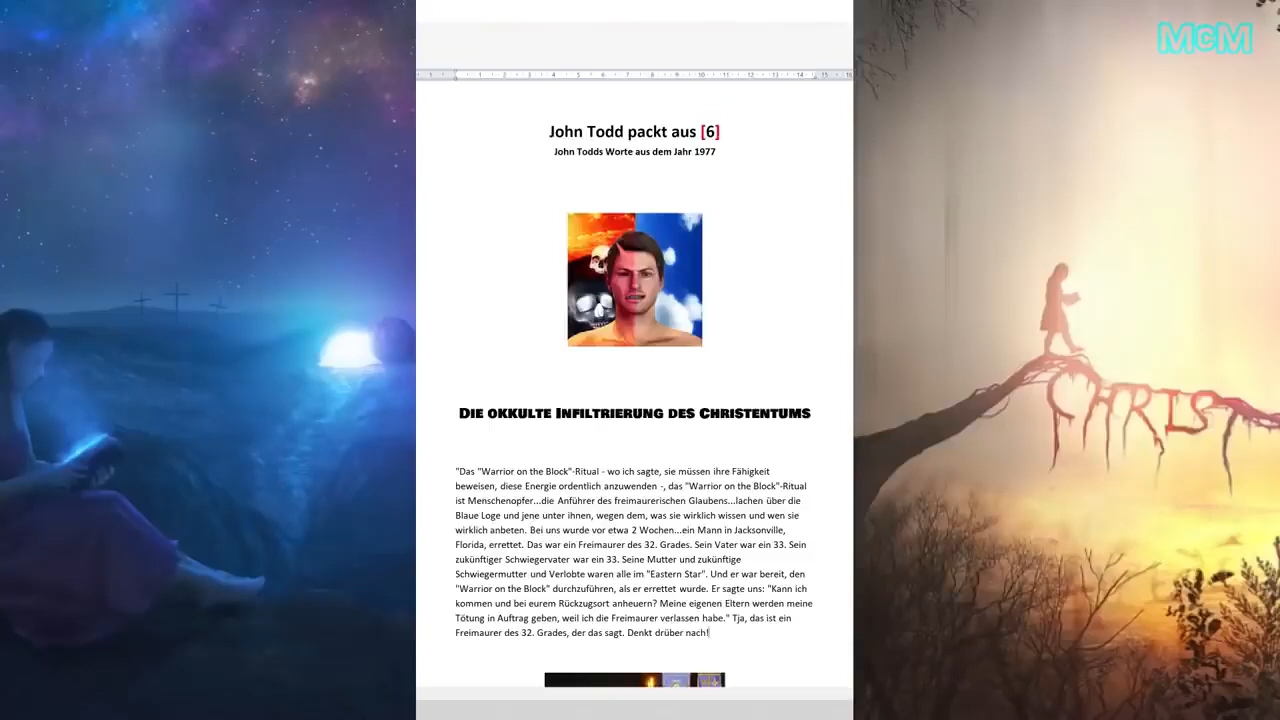 McM
John Todd packt aus [6]
John Todds Worte aus dem Jahr 1977
Die okkulte Infiltrierung des Christentums
"Das "Warrior on the Block"-Ritual - wo ich sagte, sie müssen ihre Fähigkeit
beweisen, diese Energie ordentlich anzuwenden -, das "Warrior on the Block"-Ritual
ist Menschenopfer...die Anführer des freimaurerischen Glaubens...lachen über die
Blaue Loge und jene unter ihnen, wegen dem, was sie wirklich wissen und wen sie
wirklich anbeten. Bei uns wurde vor etwa 2 Wochen...ein Mann in Jacksonville,
Florida, errettet. Das war ein Freimaurer des 32. Grades. Sein Vater war ein 33. Sein
zukünftiger Schwiegervater war ein 33. Seine Mutter und zukünftige
Schwiegermutter und Verlobte waren alle im "Eastern Star". Und er war bereit, den
"Warrior on the Block" durchzuführen, als er errettet wurde. Er sagte uns: "Kann ich
kommen und bei eurem Rückzugsort anheuern? Meine eigenen Eltern werden meine
Tötung in Auftrag geben, weil ich die Freimaurer verlassen habe." Tja, das ist ein
Freimaurer des 32. Grades, der das sagt. Denkt drüber nach!
CHRIST